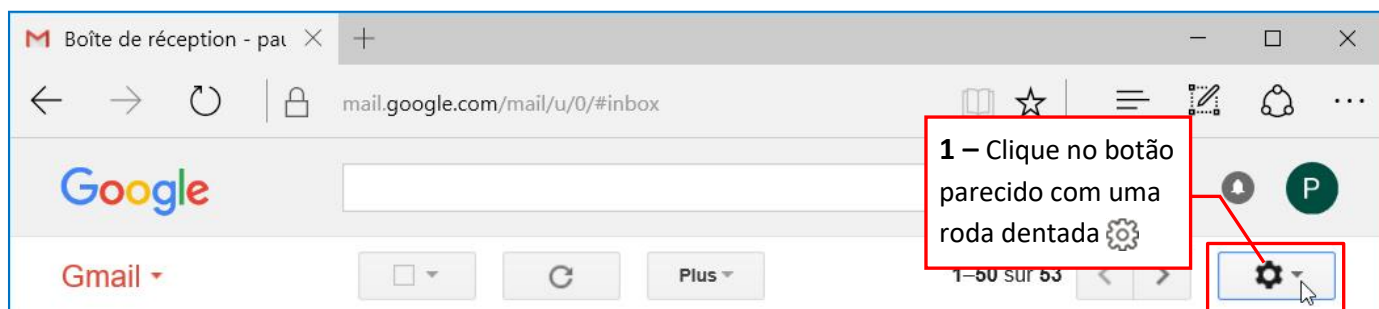 Boîte de réception - pau
mail.google.com/mail/u/0/#inbox
Google
1 – Clique no botão
parecido com uma
roda dentada
P
Gmail
Plus
1–50 sur 53